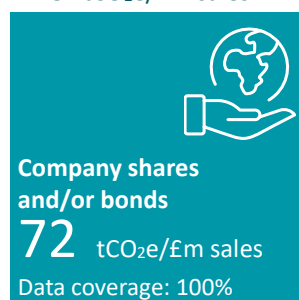 Company shares
and/or bonds
72 tCO₂e/£m sales
Data coverage: 100%